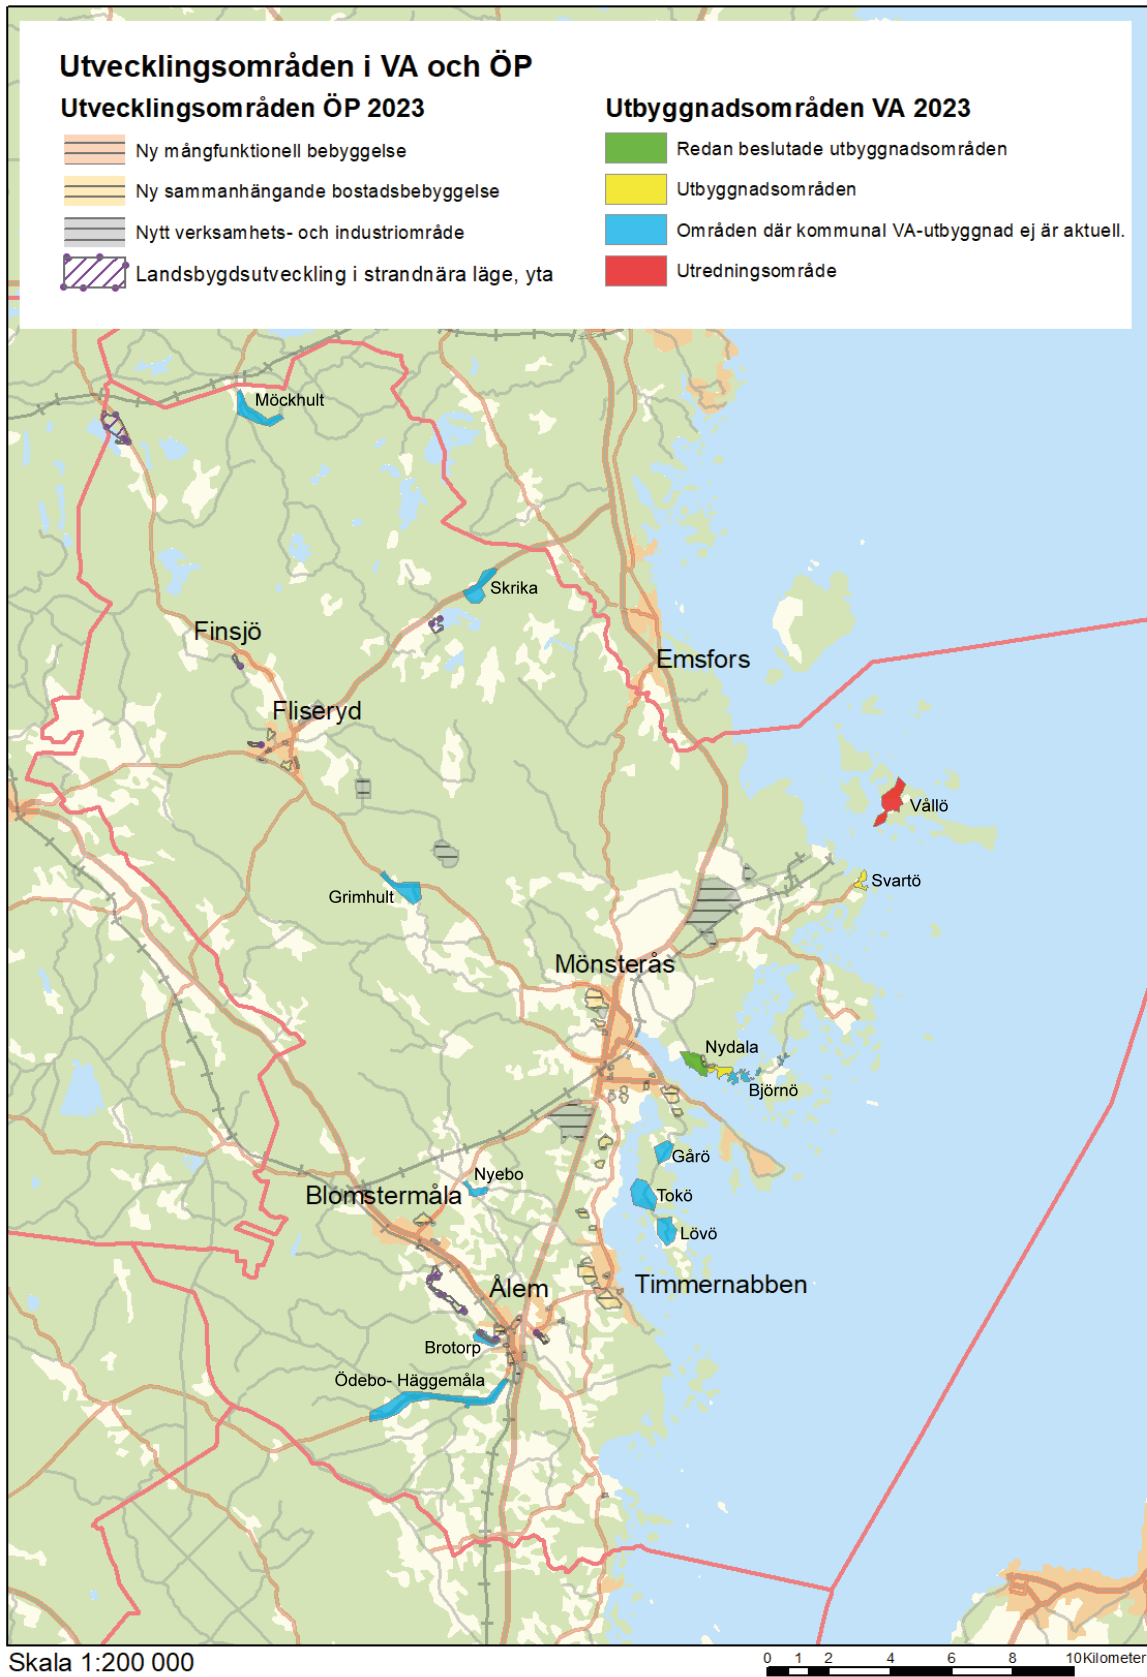 Utvecklingsområden i VA och ÖP
Utvecklingsområden ÖP 2023
Ny mångfunktionell bebyggelse
Ny sammanhängande bostadsbebyggelse
Nytt verksamhets- och industriområde
Landsbygdsutveckling i strandnära läge, yta
Utbyggnadsområden VA 2023
Redan beslutade utbyggnadsområden
Utbyggnadsområden
Områden där kommunal VA-utbyggnad ej är aktuell.
Utredningsområde
Möckhult
Skrika
Finsjö
Emsfors
Fliseryd
Vållö
Svartö
Grimhult
Mönsterås
Nydala
Björnö
Gårö
Nyebo
Blomstermåla
Tokö
Lövö
Timmernabben
Ålem
Brotorp
Ödebo- Häggemåla
Skala 1:200 000
0 1 2 4 6 8 10 Kilometer